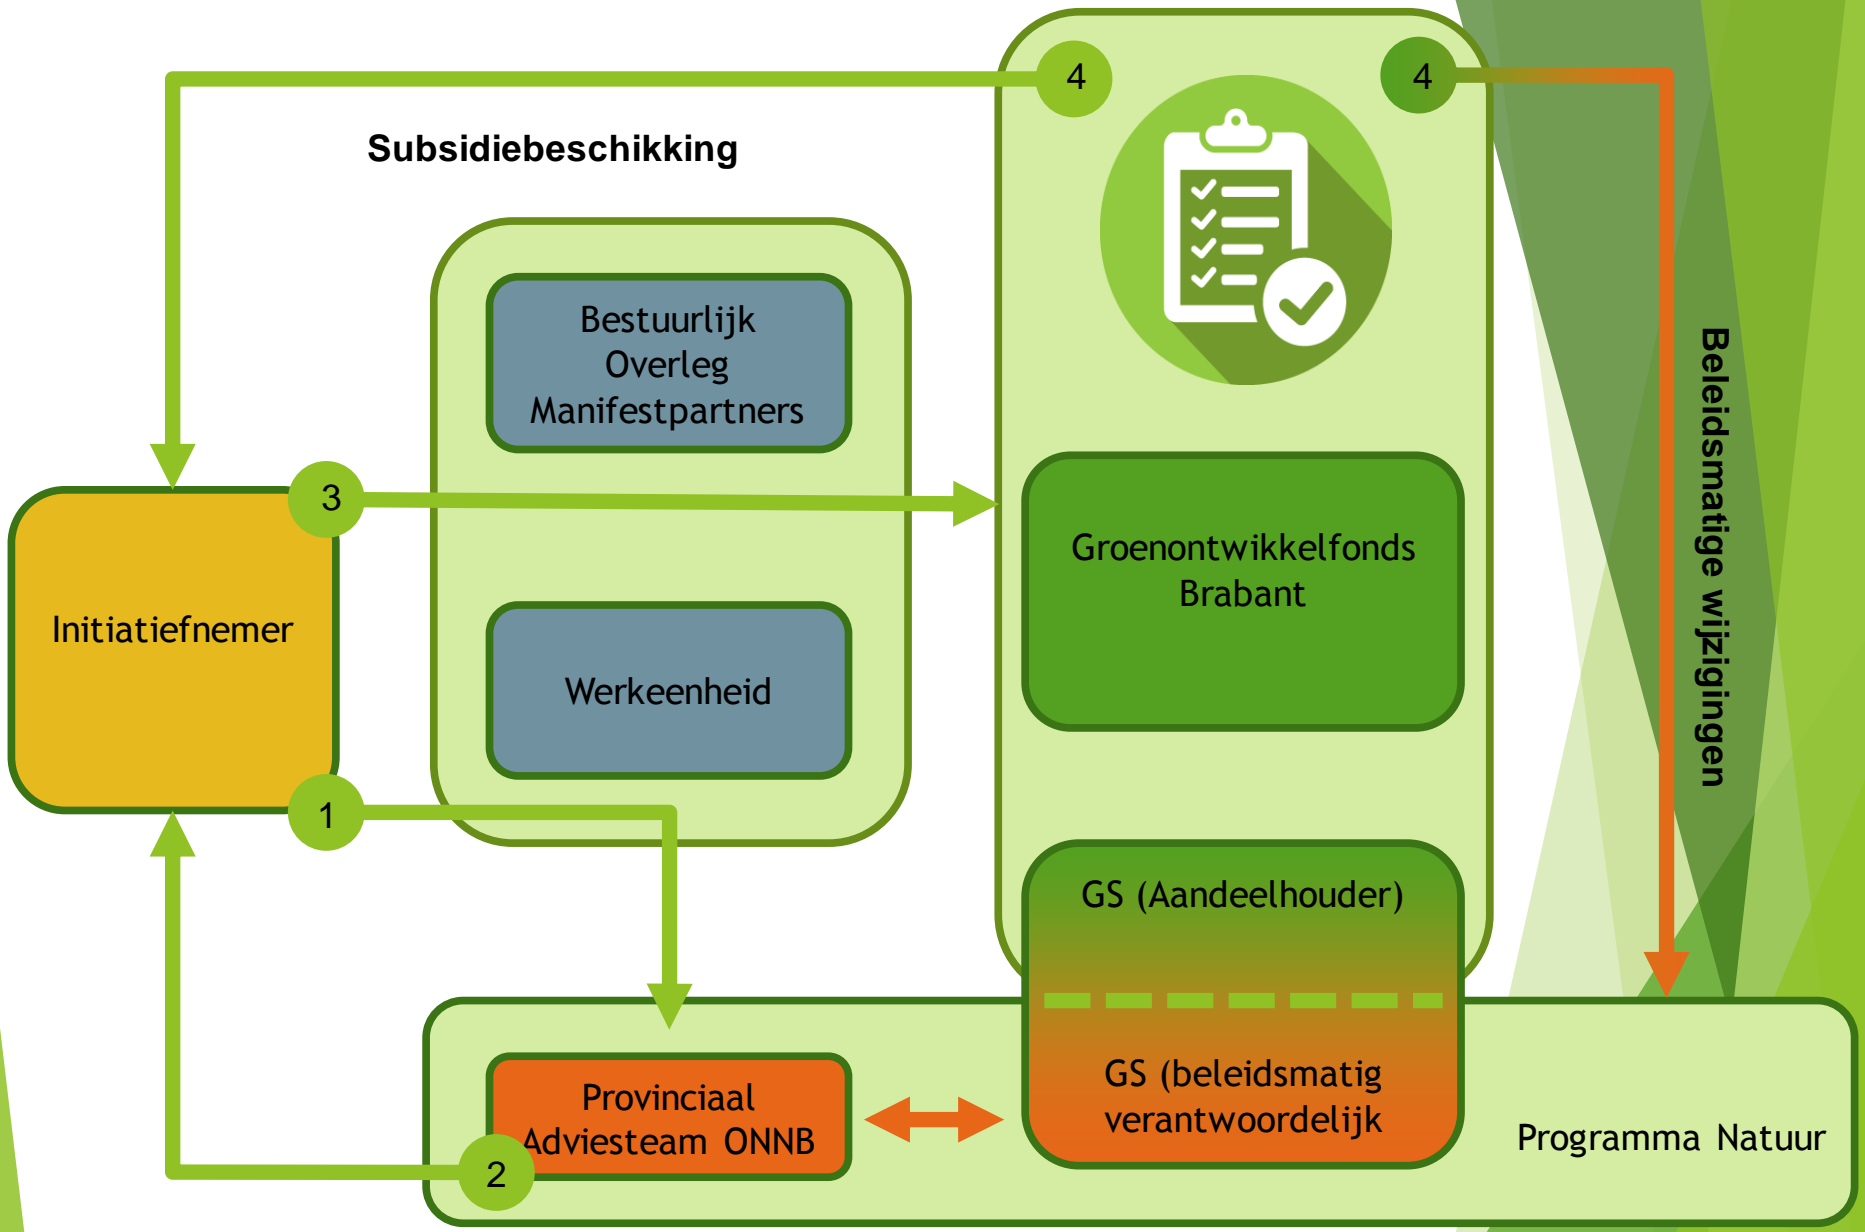 4
4
Subsidiebeschikking
Bestuurlijk
Overleg
Manifestpartners
Beleidsmatige wijzigingen
3
Groenontwikkelfonds
Brabant
Initiatiefnemer
Werkeenheid
1
GS (Aandeelhouder)
GS (beleidsmatig
verantwoordelijk
Provinciaal
Adviesteam ONNB
2
Programma Natuur